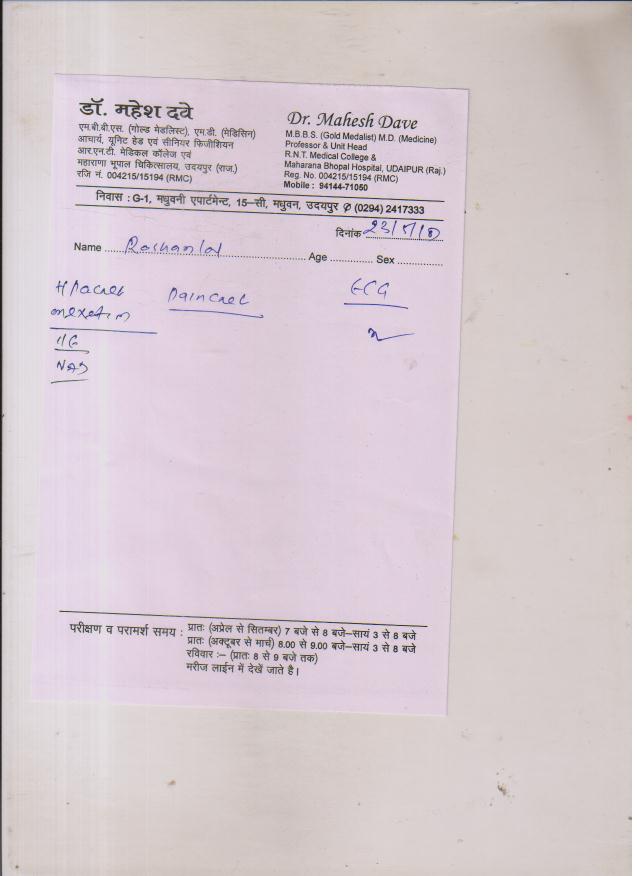 डॉ. महेश दवे
एम.बी.बी.एस. (गोल्ड मेडलिस्ट), एम.डी. (मेडिसिन)
आचार्य, यूनिट हेड एवं सीनियर फिजीशियन
आर.एन.टी. मेडिकल कॉलेज एवं
महाराणा भूपाल चिकित्सालय, उदयपुर (राज.)
रजि नं. 004215/15194 (RMC)
Dr. Mahesh Dave
M.B.B.S. (Gold Medalist) M.D. (Medicine)
Professor & Unit Head
R.N.T. Medical College &
Maharana Bhopal Hospital, UDAIPUR (Raj.)
Reg. No. 004215/15194 (RMC)
Mobile : 94144-71050
निवास : G-1, मधुवनी एपार्टमेन्ट, 15–सी, मधुवन, उदयपुर ✆ (0294) 2417333
दिनांक
Name Roshanlal Age Sex
ECG
NAD
परीक्षण व परामर्श समय : प्रातः (अप्रेल से सितम्बर) 7 बजे से 8 बजे–सायं 3 से 8 बजे
प्रातः (अक्टूबर से मार्च) 8.00 से 9.00 बजे–सायं 3 से 8 बजे
रविवार :– (प्रातः 8 से 9 बजे तक)
मरीज लाईन में देखें जाते है।